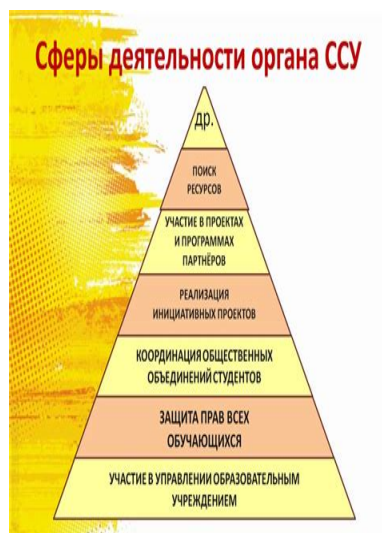 Сферы деятельности органа ССУ
др.
ПОИСК
РЕСУРСОВ
УЧАСТИЕ В ПРОЕКТАХ
И ПРОГРАММАХ
ПАРТНЁРОВ
РЕАЛИЗАЦИЯ
ИНИЦИАТИВНЫХ ПРОЕКТОВ
КООРДИНАЦИЯ ОБЩЕСТВЕННЫХ
ОБЪЕДИНЕНИЙ СТУДЕНТОВ
ЗАЩИТА ПРАВ ВСЕХ
ОБУЧАЮЩИХСЯ
УЧАСТИЕ В УПРАВЛЕНИИ ОБРАЗОВАТЕЛЬНЫМ
УЧРЕЖДЕНИЕМ